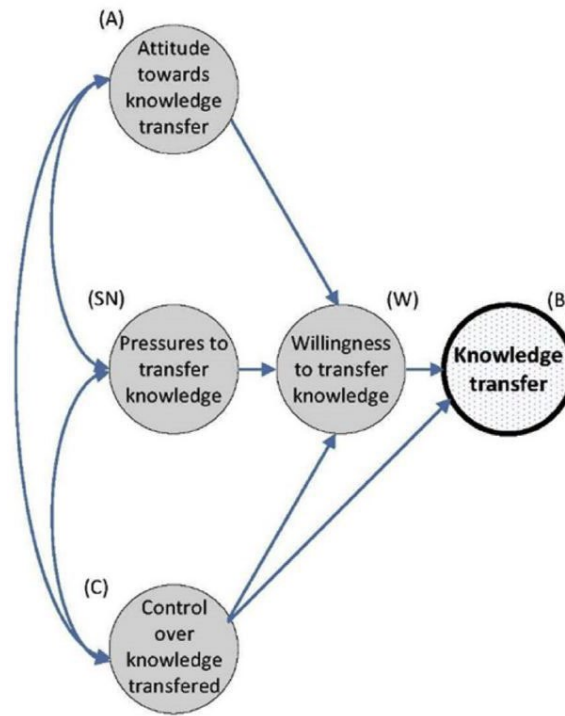 (A)
Attitude
towards
knowledge
transfer
(SN)
Pressures to
transfer
knowledge
(W)
Willingness
to transfer
knowledge
(B
Knowledge
transfer
(C)
Control
over
knowledge
transfered